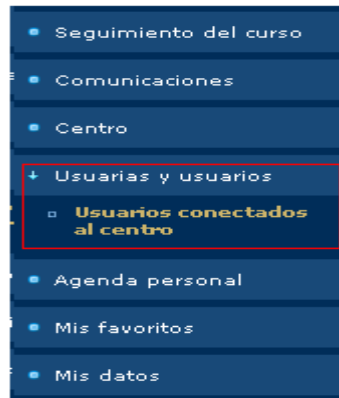 Seguimiento del curso
Comunicaciones
Centro
Usuarias y usuarios
Usuarios conectados
al centro
Agenda personal
Mis favoritos
Mis datos